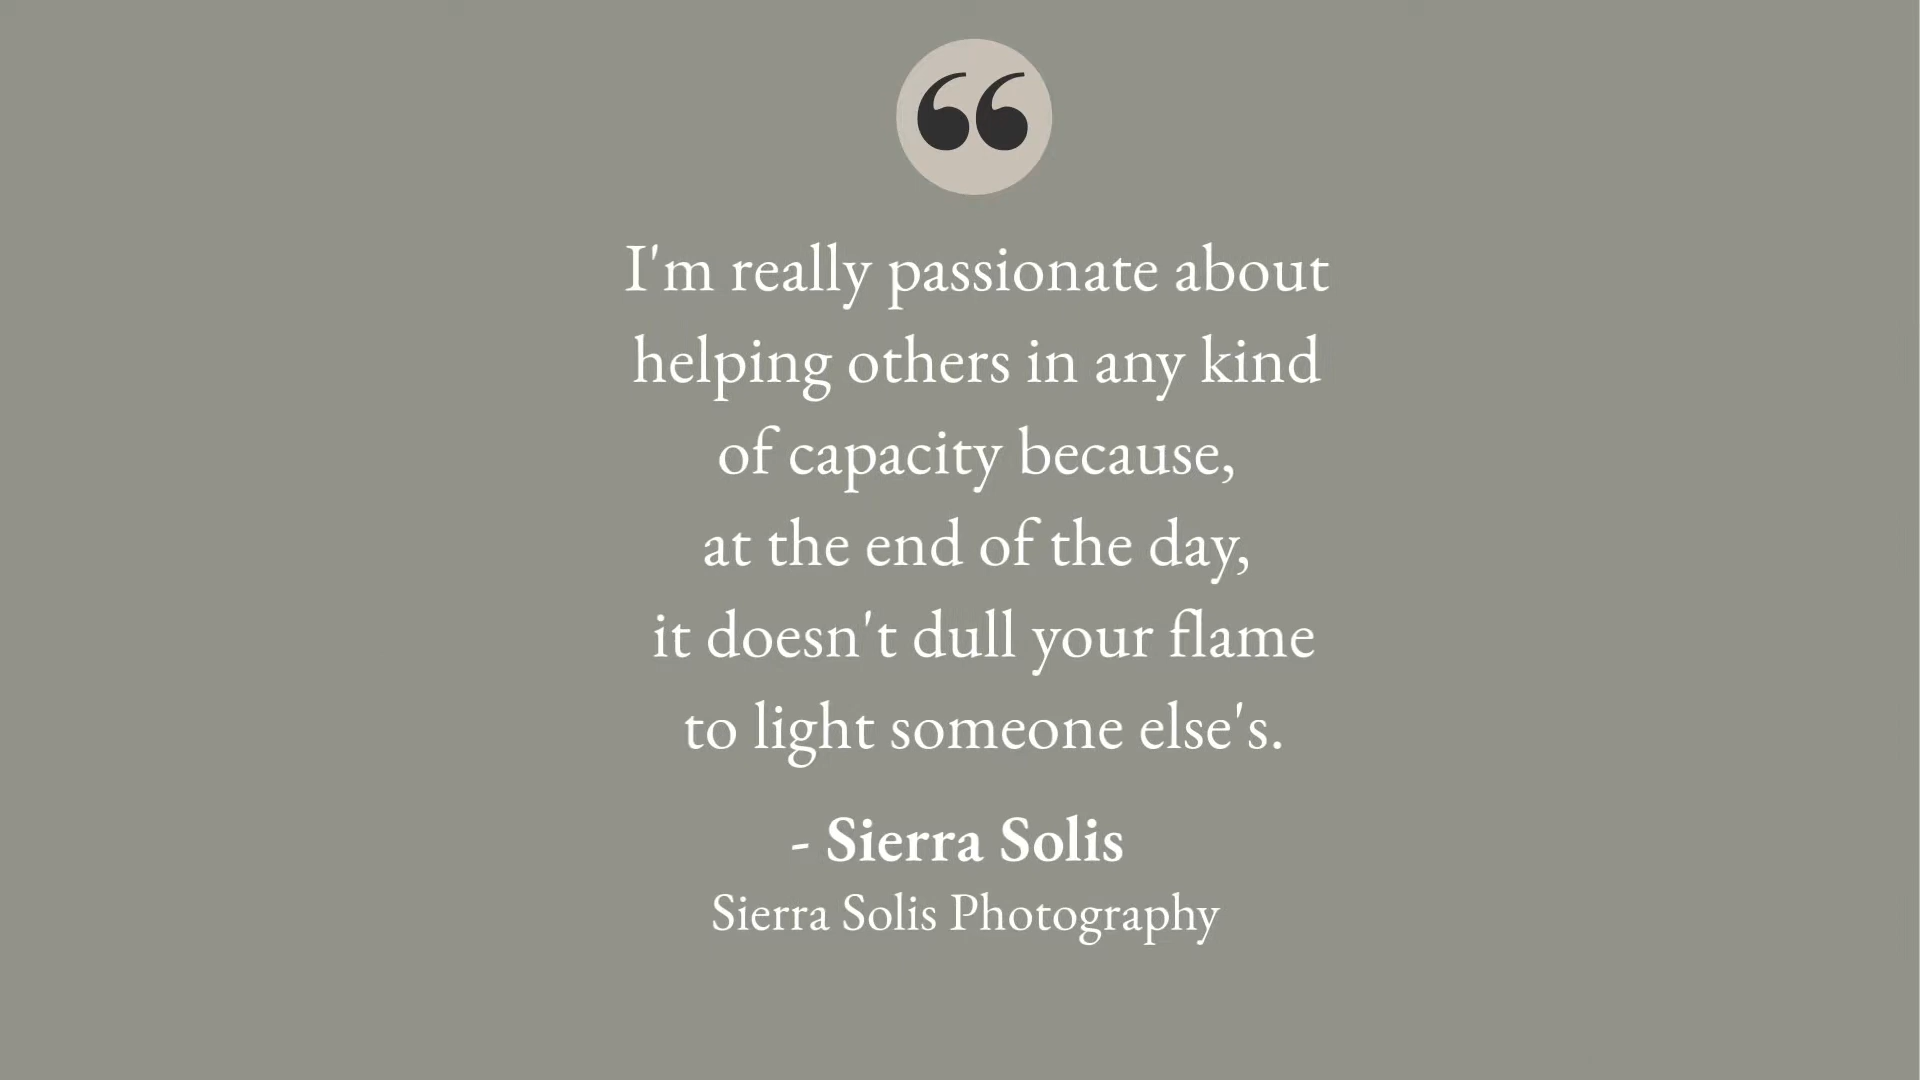 “
I'm really passionate about
helping others in any kind
of capacity because,
at the end of the day,
it doesn't dull your flame
to light someone else's.
- Sierra Solis
Sierra Solis Photography